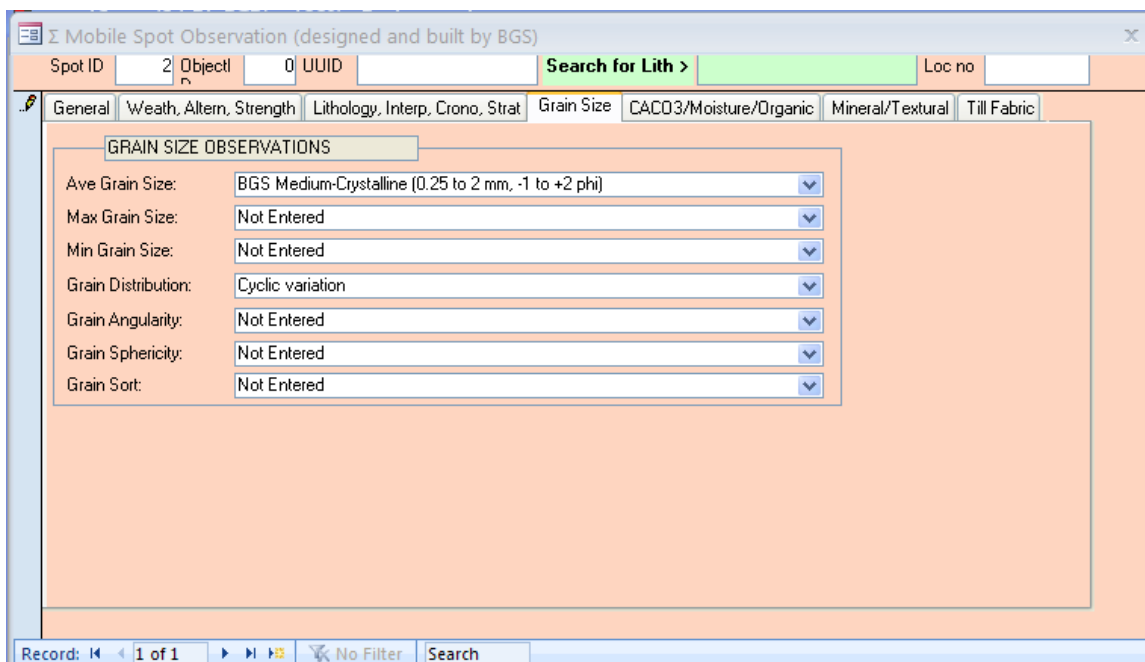 Σ Mobile Spot Observation (designed and built by BGS)
Spot ID 2 ObjectI 0 UUID Search for Lith > Loc no
General Weath, Altern, Strength Lithology, Interp, Crono, Strat Grain Size CACO3/Moisture/Organic Mineral/Textural Till Fabric
GRAIN SIZE OBSERVATIONS
Ave Grain Size: BGS Medium-Crystalline (0.25 to 2 mm, -1 to +2 phi)
Max Grain Size: Not Entered
Min Grain Size: Not Entered
Grain Distribution: Cyclic variation
Grain Angularity: Not Entered
Grain Sphericity: Not Entered
Grain Sort: Not Entered
Record: 1 of 1 No Filter Search